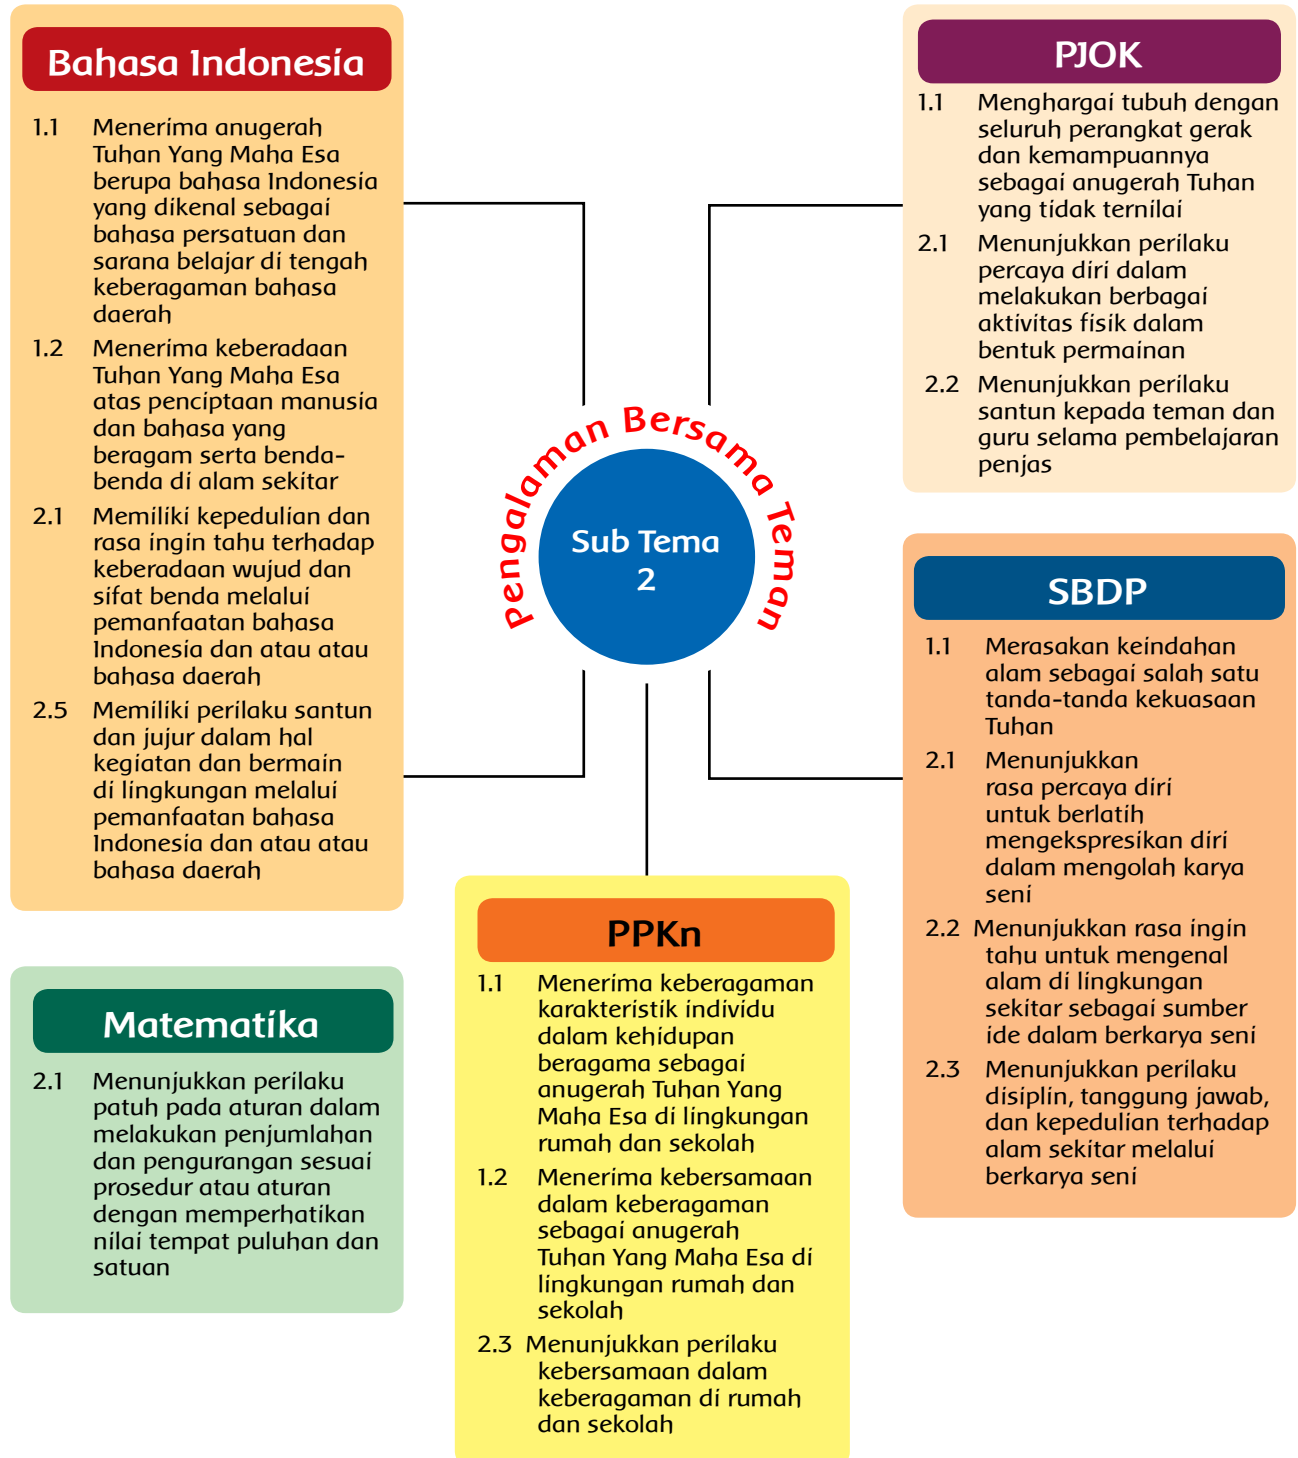 Bahasa Indonesia
1.1 Menerima anugerah
Tuhan Yang Maha Esa
berupa bahasa Indonesia
yang dikenal sebagai
bahasa persatuan dan
sarana belajar di tengah
keberagaman bahasa
daerah
1.2 Menerima keberadaan
Tuhan Yang Maha Esa
atas penciptaan manusia
dan bahasa yang
beragam serta benda-
benda di alam sekitar
2.1 Memiliki kepedulian dan
rasa ingin tahu terhadap
keberadaan wujud dan
sifat benda melalui
pemanfaatan bahasa
Indonesia dan atau atau
bahasa daerah
2.5 Memiliki perilaku santun
dan jujur dalam hal
kegiatan dan bermain
di lingkungan melalui
pemanfaatan bahasa
Indonesia dan atau atau
bahasa daerah
Matematika
2.1 Menunjukkan perilaku
patuh pada aturan dalam
melakukan penjumlahan
dan pengurangan sesuai
prosedur atau aturan
dengan memperhatikan
nilai tempat puluhan dan
satuan
Pengalaman Bersama Teman
Sub Tema
2
PPKn
1.1 Menerima keberagaman
karakteristik individu
dalam kehidupan
beragama sebagai
anugerah Tuhan Yang
Maha Esa di lingkungan
rumah dan sekolah
1.2 Menerima kebersamaan
dalam keberagaman
sebagai anugerah
Tuhan Yang Maha Esa di
lingkungan rumah dan
sekolah
2.3 Menunjukkan perilaku
kebersamaan dalam
keberagaman di rumah
dan sekolah
PJOK
1.1 Menghargai tubuh dengan
seluruh perangkat gerak
dan kemampuannya
sebagai anugerah Tuhan
yang tidak ternilai
2.1 Menunjukkan perilaku
percaya diri dalam
melakukan berbagai
aktivitas fisik dalam
bentuk permainan
2.2 Menunjukkan perilaku
santun kepada teman dan
guru selama pembelajaran
penjas
SBDP
1.1 Merasakan keindahan
alam sebagai salah satu
tanda-tanda kekuasaan
Tuhan
2.1 Menunjukkan
rasa percaya diri
untuk berlatih
mengekspresikan diri
dalam mengolah karya
seni
2.2 Menunjukkan rasa ingin
tahu untuk mengenal
alam di lingkungan
sekitar sebagai sumber
ide dalam berkarya seni
2.3 Menunjukkan perilaku
disiplin, tanggung jawab,
dan kepedulian terhadap
alam sekitar melalui
berkarya seni